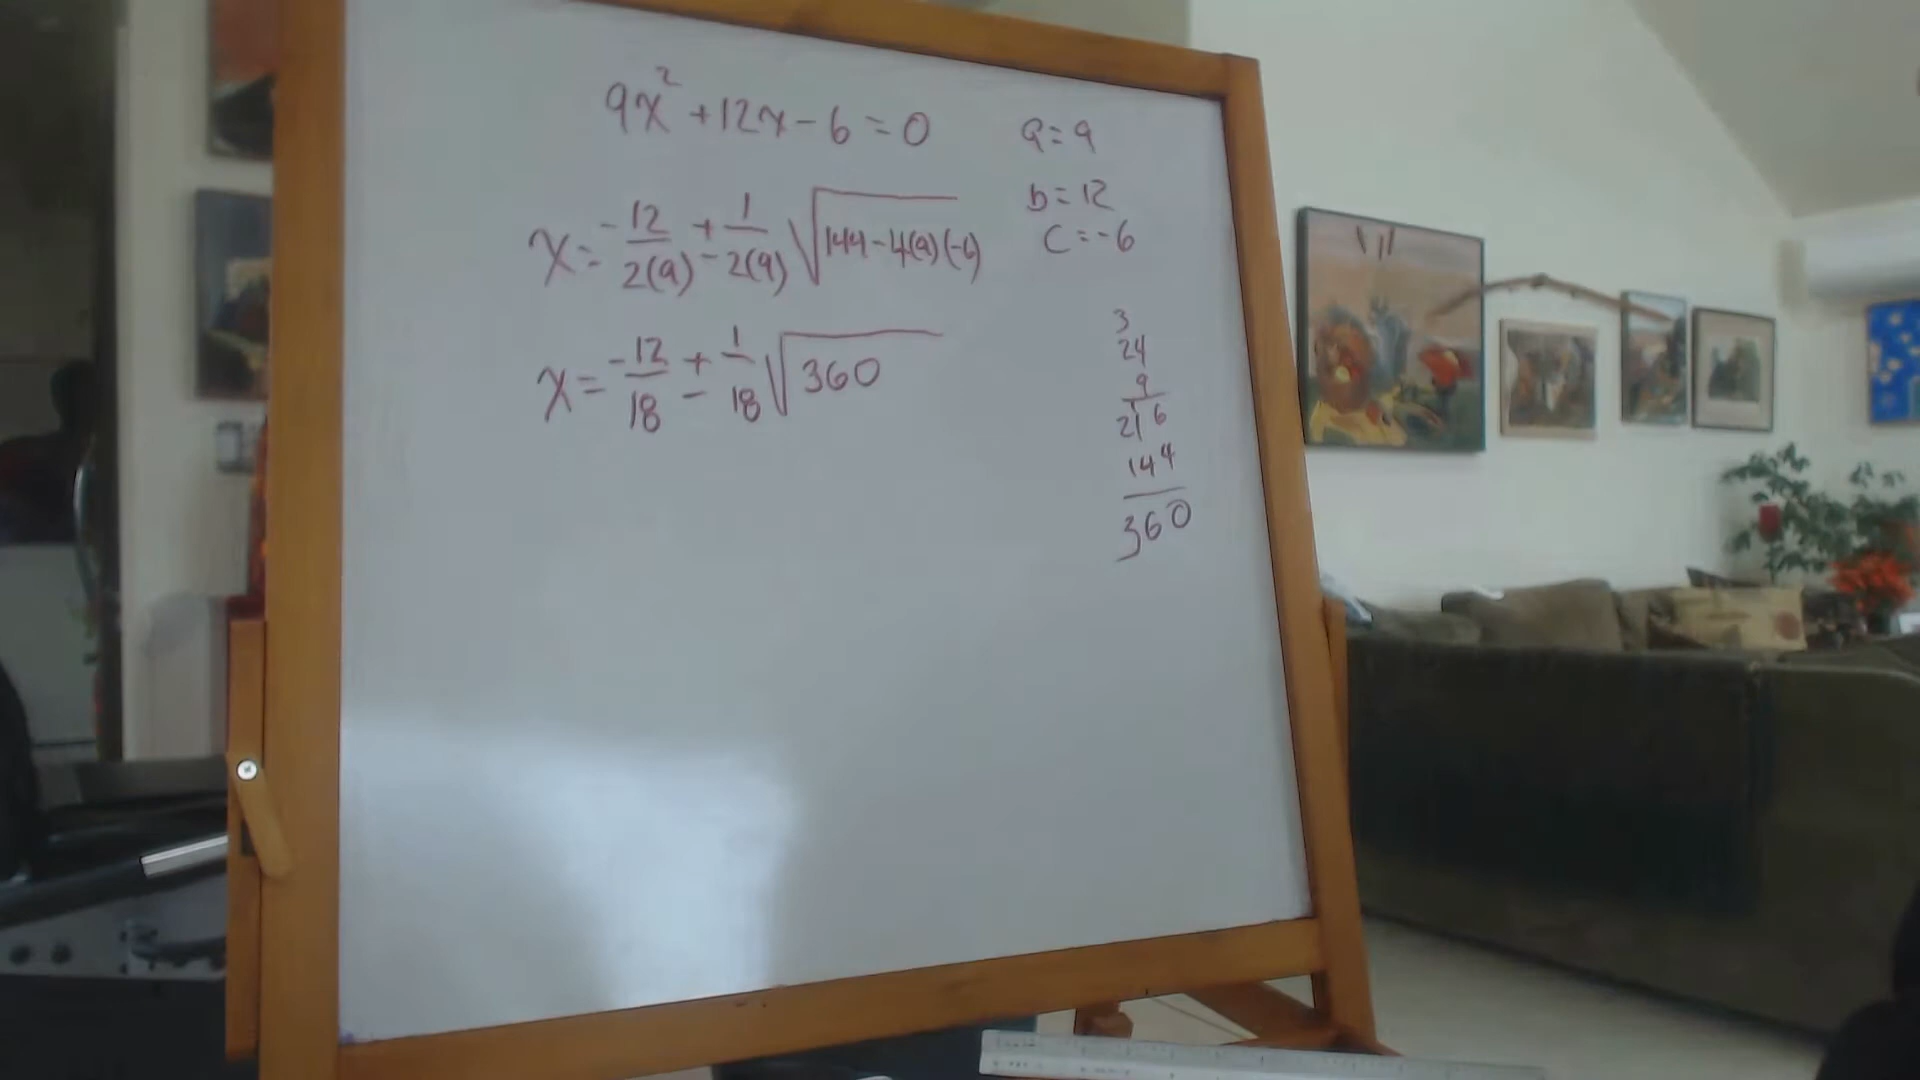 9x² + 12x - 6 = 0
x = -12/2(9) ± 1/2(9) √144 - 4(9)(-6)
x = -12/18 ± 1/18 √360
a = 9
b = 12
c = -6
3
24
9
1
216
144
360